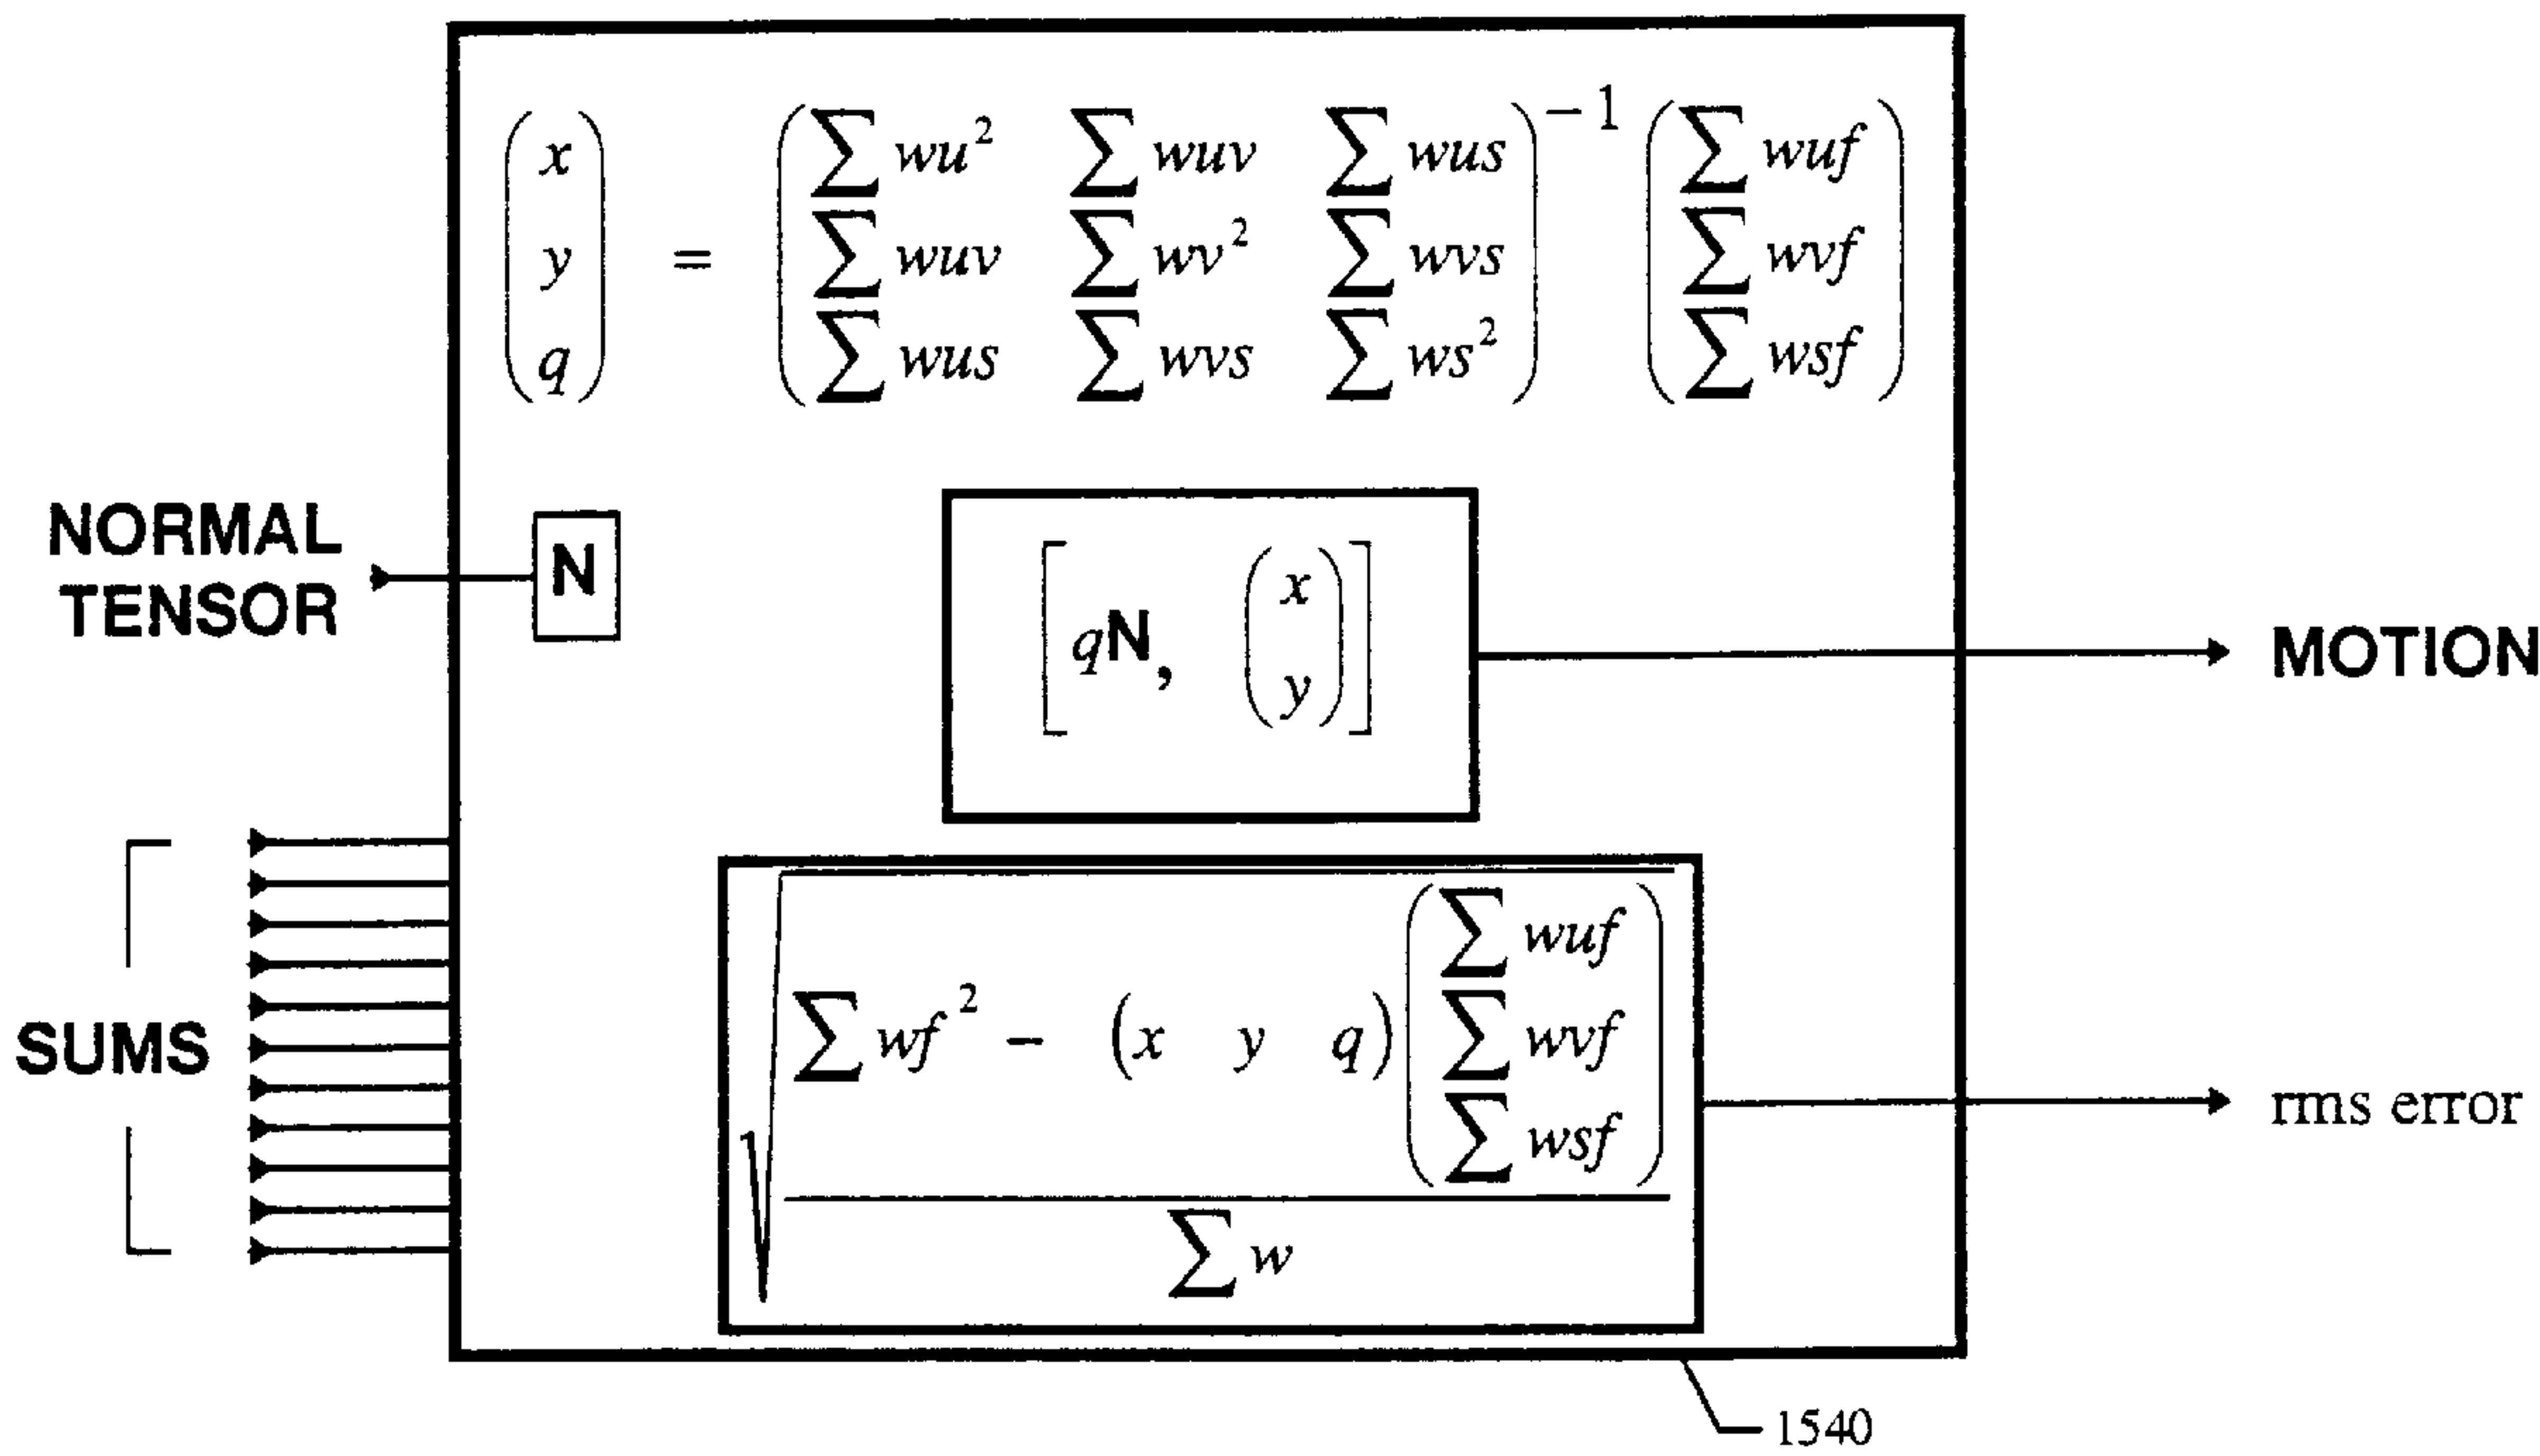 (x y q) = (∑wu² ∑wuv ∑wus ∑wuv ∑wv² ∑wvs ∑wus ∑wvs ∑ws²)⁻¹ (∑wuf ∑wvf ∑wsf)
NORMAL
TENSOR
N
[qN, (x y)]
MOTION
SUMS
√((∑wf² − (x y q)(∑wuf ∑wvf ∑wsf)) / ∑w)
rms error
1540